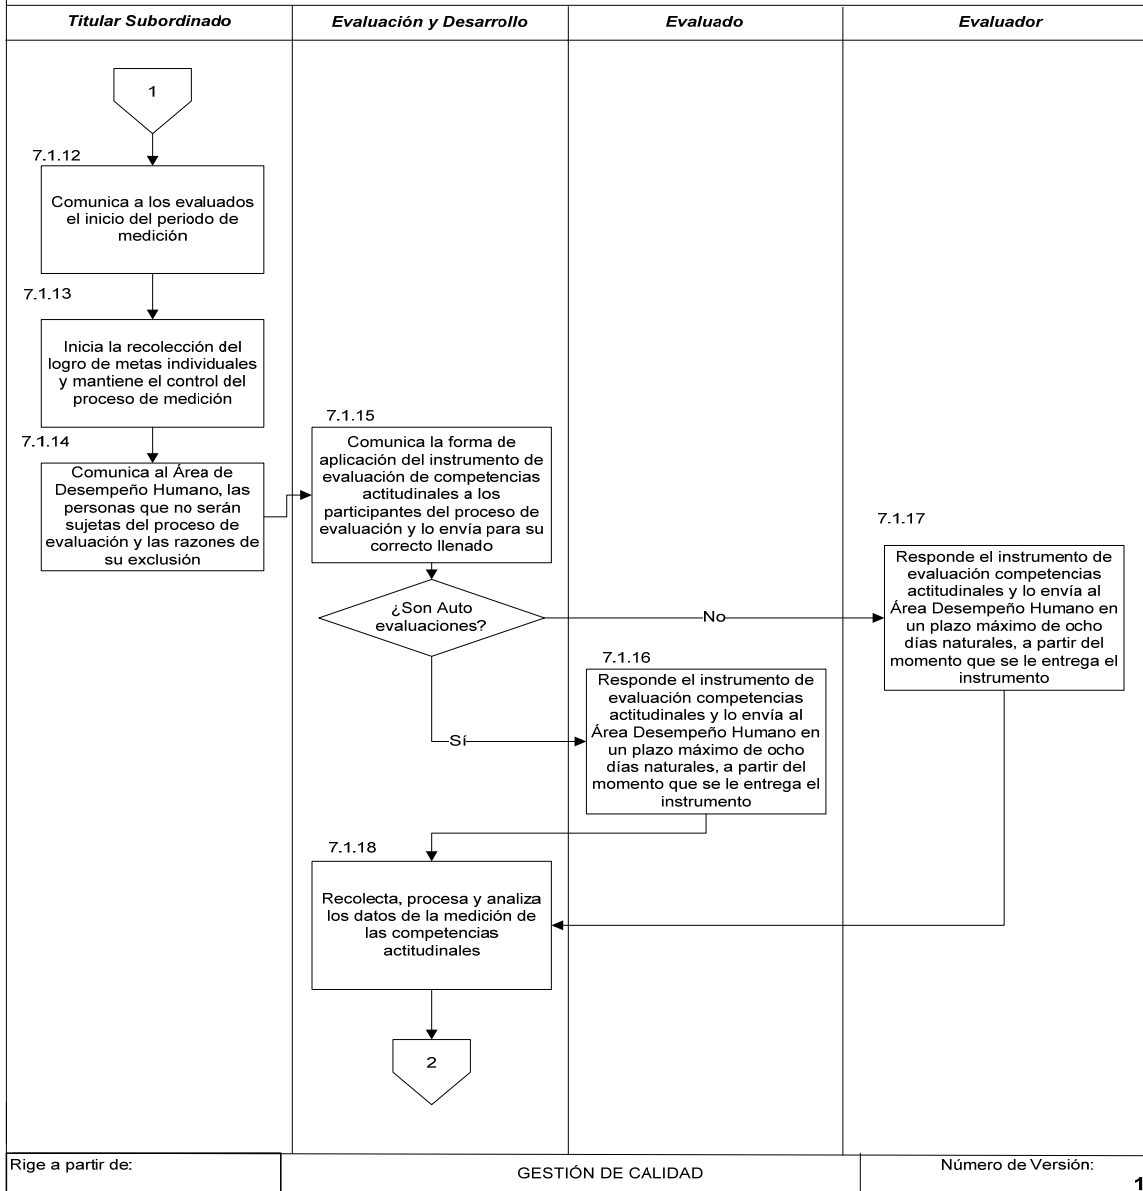 Titular Subordinado
Evaluación y Desarrollo
Evaluado
Evaluador
1
7.1.12
Comunica a los evaluados
el inicio del periodo de
medición
7.1.13
Inicia la recolección del
logro de metas individuales
y mantiene el control del
proceso de medición
7.1.14
Comunica al Área de
Desempeño Humano, las
personas que no serán
sujetas del proceso de
evaluación y las razones de
su exclusión
7.1.15
Comunica la forma de
aplicación del instrumento de
evaluación de competencias
actitudinales a los
participantes del proceso de
evaluación y lo envía para su
correcto llenado
¿Son Auto
evaluaciones?
No
Sí
7.1.17
Responde el instrumento de
evaluación competencias
actitudinales y lo envía al
Área Desempeño Humano en
un plazo máximo de ocho
días naturales, a partir del
momento que se le entrega el
instrumento
7.1.16
Responde el instrumento de
evaluación competencias
actitudinales y lo envía al
Área Desempeño Humano en
un plazo máximo de ocho
días naturales, a partir del
momento que se le entrega el
instrumento
7.1.18
Recolecta, procesa y analiza
los datos de la medición de
las competencias
actitudinales
2
Rige a partir de:
GESTIÓN DE CALIDAD
Número de Versión:
1